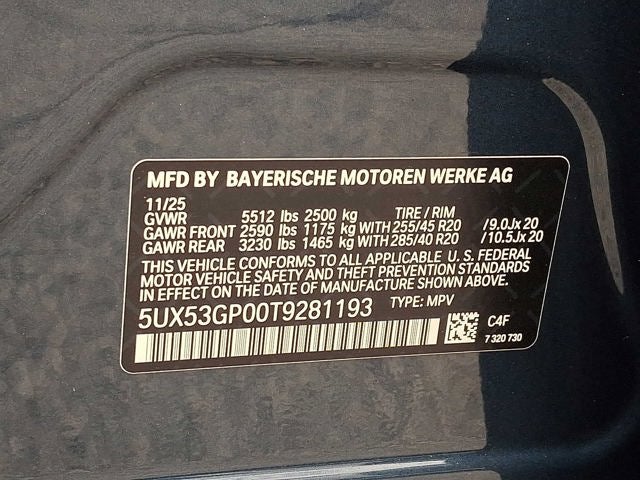 MFD BY BAYERISCHE MOTOREN WERKE AG
11/25
GVWR 5512 lbs 2500 kg TIRE / RIM
GAWR FRONT 2590 lbs 1175 kg WITH 255/45 R20 /9.0Jx 20
GAWR REAR 3230 lbs 1465 kg WITH 285/40 R20 /10.5Jx 20
THIS VEHICLE CONFORMS TO ALL APPLICABLE U.S. FEDERAL
MOTOR VEHICLE SAFETY AND THEFT PREVENTION STANDARDS
IN EFFECT ON THE DATE OF MANUFACTURE SHOWN ABOVE.
5UX53GP00T9281193 TYPE: MPV
C4F
7 320 730